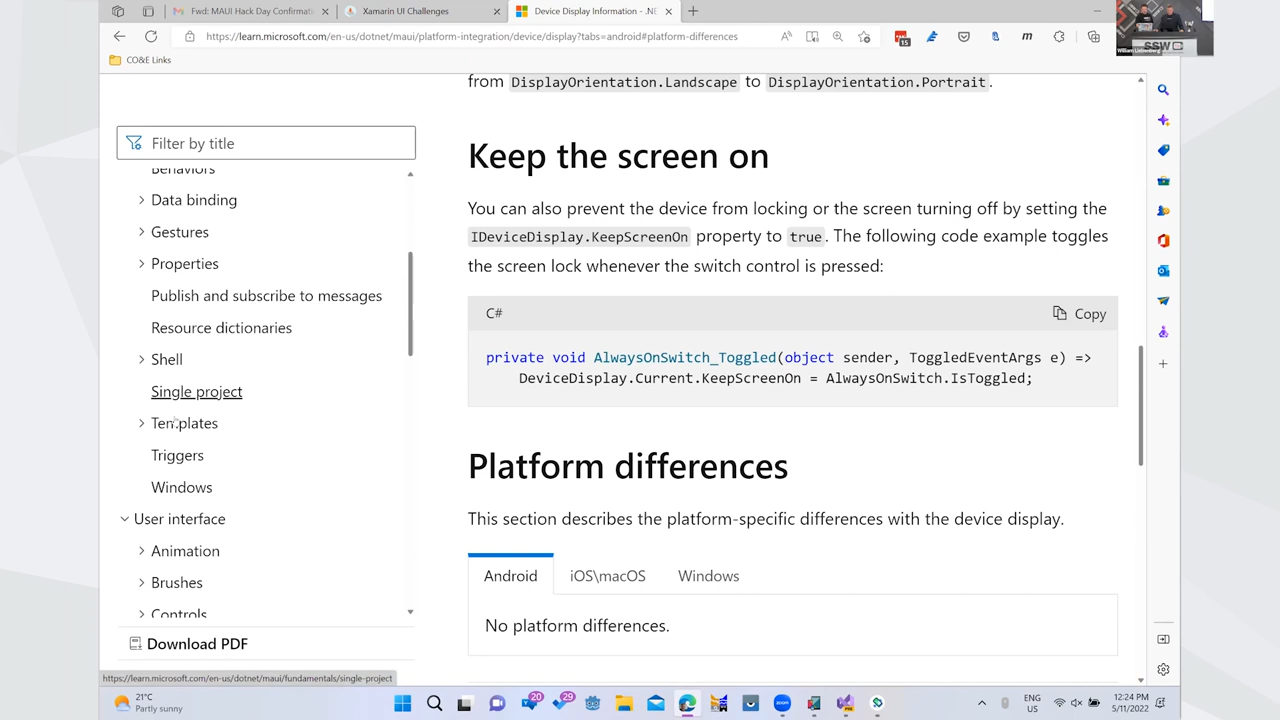 Fwd: MAUI Hack Day Confirmati
Xamarin UI Challenges
Device Display Information - .NE
https://learn.microsoft.com/en-us/dotnet/maui/platform-integration/device/display?tabs=android#platform-differences
15
CO&E Links
William Liebenberg
SSW
from DisplayOrientation.Landscape to DisplayOrientation.Portrait.
Filter by title
Behaviors
Data binding
Gestures
Properties
Publish and subscribe to messages
Resource dictionaries
Shell
Single project
Templates
Triggers
Windows
User interface
Animation
Brushes
Controls
Download PDF
Keep the screen on
You can also prevent the device from locking or the screen turning off by setting the
IDeviceDisplay.KeepScreenOn property to true. The following code example toggles
the screen lock whenever the switch control is pressed:
C#
Copy
private void AlwaysOnSwitch_Toggled(object sender, ToggledEventArgs e) =>
DeviceDisplay.Current.KeepScreenOn = AlwaysOnSwitch.IsToggled;
Platform differences
This section describes the platform-specific differences with the device display.
Android
iOS\macOS
Windows
No platform differences.
https://learn.microsoft.com/en-us/dotnet/maui/fundamentals/single-project
21°C
Partly sunny
20
29
ENG
US
12:24 PM
5/11/2022